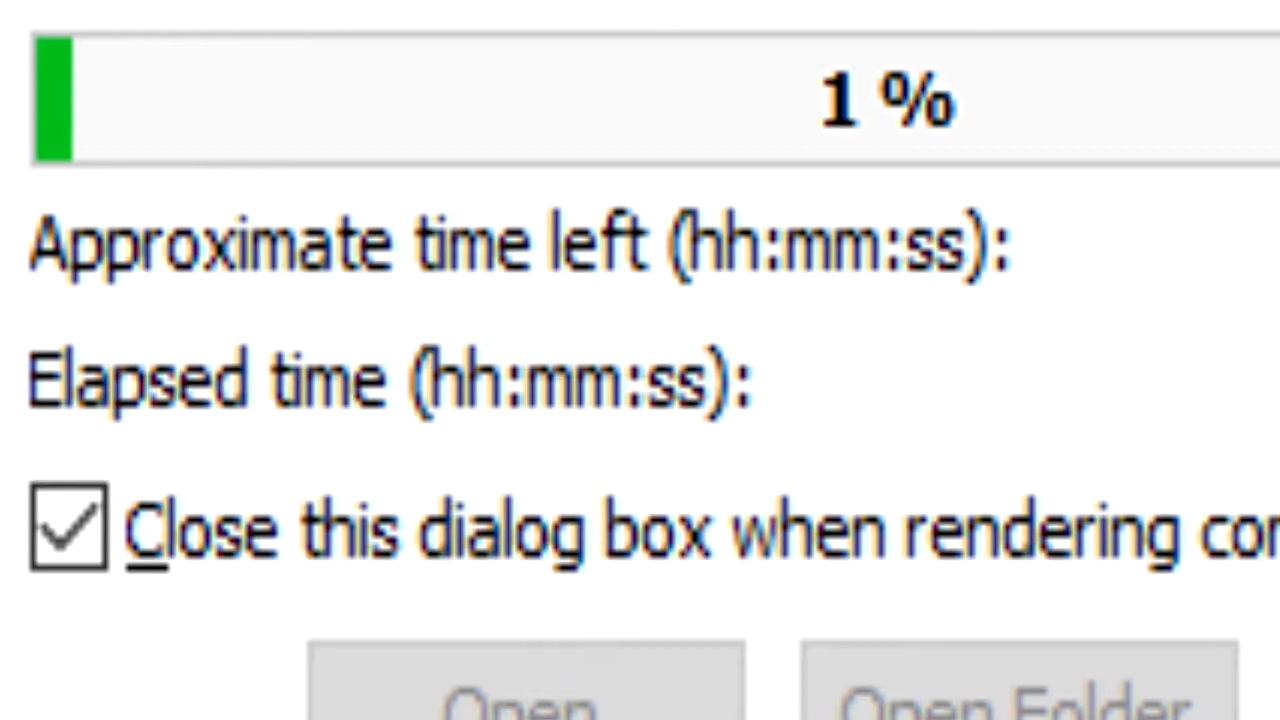 1 %
Approximate time left (hh:mm:ss):
Elapsed time (hh:mm:ss):
Close this dialog box when rendering
Open
Open Folder